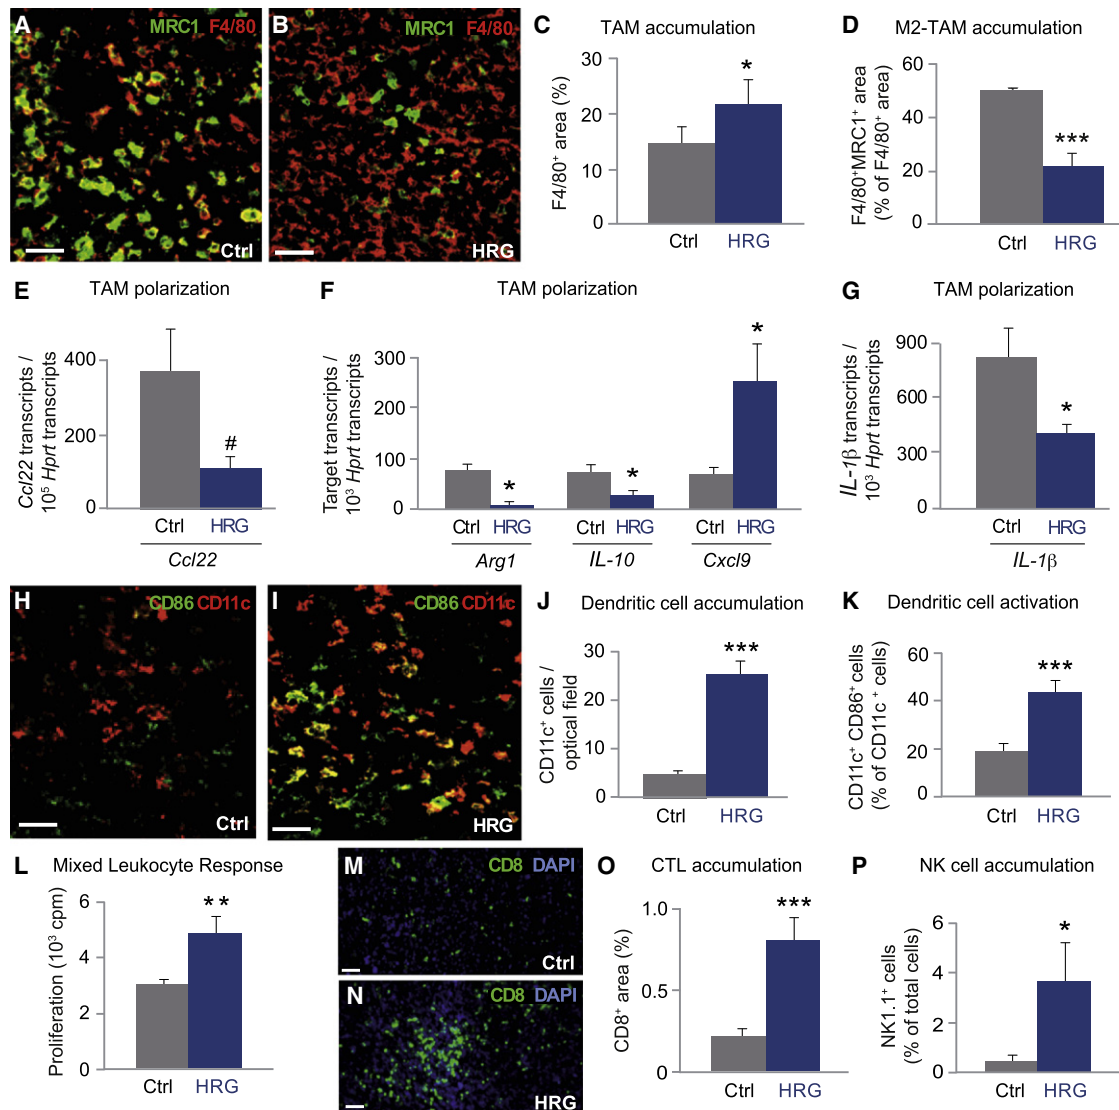 A
MRC1 F4/80
Ctrl
B
MRC1 F4/80
HRG
C
TAM accumulation
F4/80⁺ area (%)
30
20
10
0
*
Ctrl HRG
D
M2-TAM accumulation
F4/80⁺MRC1⁺ area
(% of F4/80⁺ area)
60
40
20
0
***
Ctrl HRG
E
TAM polarization
Ccl22 transcripts /
10⁵ Hprt transcripts
400
200
0
#
Ctrl HRG
Ccl22
F
TAM polarization
Target transcripts /
10³ Hprt transcripts
300
200
100
0
* * *
Ctrl HRG Ctrl HRG Ctrl HRG
Arg1 IL-10 Cxcl9
G
TAM polarization
IL-1β transcripts /
10³ Hprt transcripts
900
600
300
0
*
Ctrl HRG
IL-1β
H
CD86 CD11c
Ctrl
I
CD86 CD11c
HRG
J
Dendritic cell accumulation
CD11c⁺ cells /
optical field
30
20
10
0
***
Ctrl HRG
K
Dendritic cell activation
CD11c⁺ CD86⁺ cells
(% of CD11c⁺ cells)
60
40
20
0
***
Ctrl HRG
L
Mixed Leukocyte Response
Proliferation (10³ cpm)
6
4
2
0
**
Ctrl HRG
M
CD8 DAPI
Ctrl
N
CD8 DAPI
HRG
O
CTL accumulation
CD8⁺ area (%)
1.0
0.5
0
***
Ctrl HRG
P
NK cell accumulation
NK1.1⁺ cells
(% of total cells)
6
4
2
0
*
Ctrl HRG